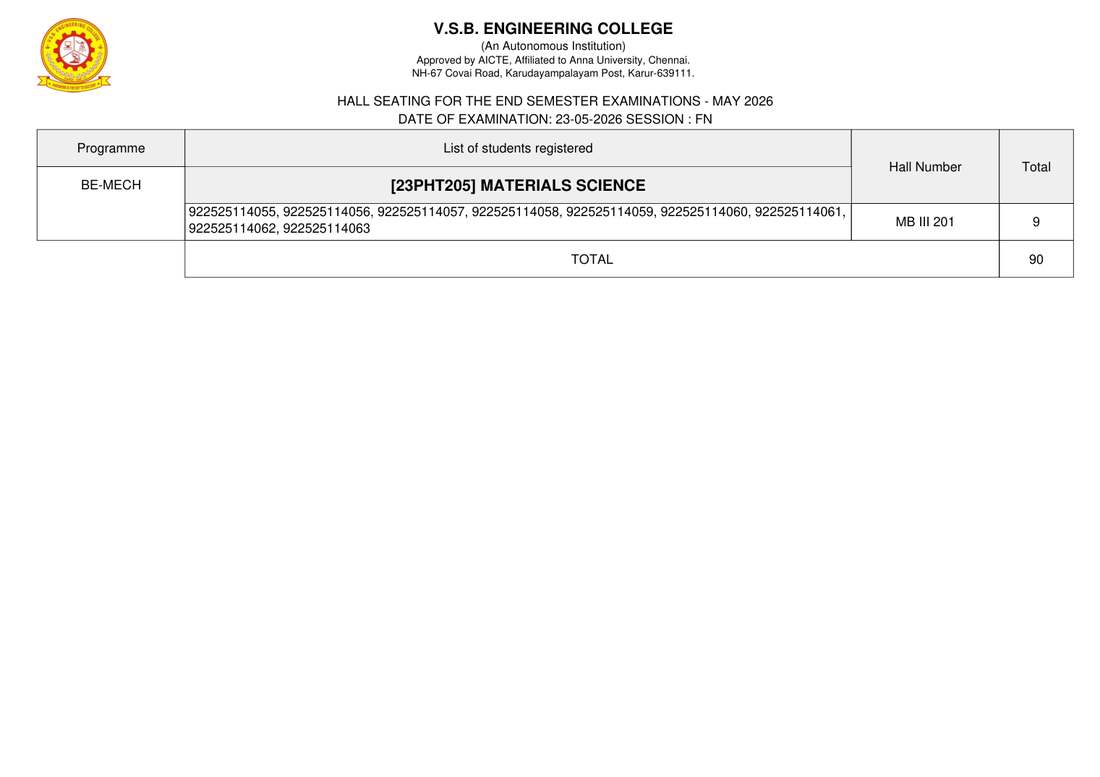 V.S.B. ENGINEERING COLLEGE
(An Autonomous Institution)
Approved by AICTE, Affiliated to Anna University, Chennai.
NH-67 Covai Road, Karudayampalayam Post, Karur-639111.
HALL SEATING FOR THE END SEMESTER EXAMINATIONS - MAY 2026
DATE OF EXAMINATION: 23-05-2026 SESSION : FN
Programme
List of students registered
Hall Number
Total
BE-MECH
[23PHT205] MATERIALS SCIENCE
922525114055, 922525114056, 922525114057, 922525114058, 922525114059, 922525114060, 922525114061,
922525114062, 922525114063
MB III 201
9
TOTAL
90